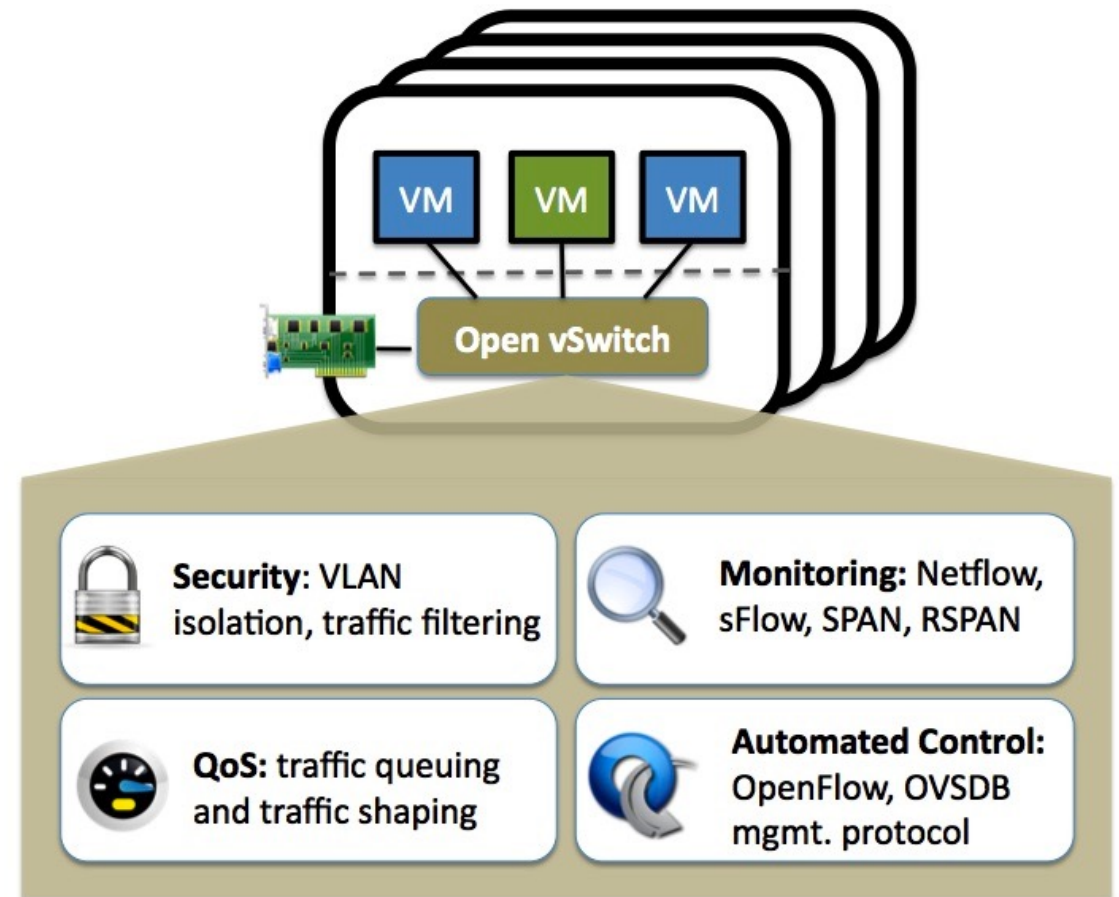 VM
VM
VM
Open vSwitch
Security: VLAN
isolation, traffic filtering
Monitoring: Netflow,
sFlow, SPAN, RSPAN
QoS: traffic queuing
and traffic shaping
Automated Control:
OpenFlow, OVSDB
mgmt. protocol